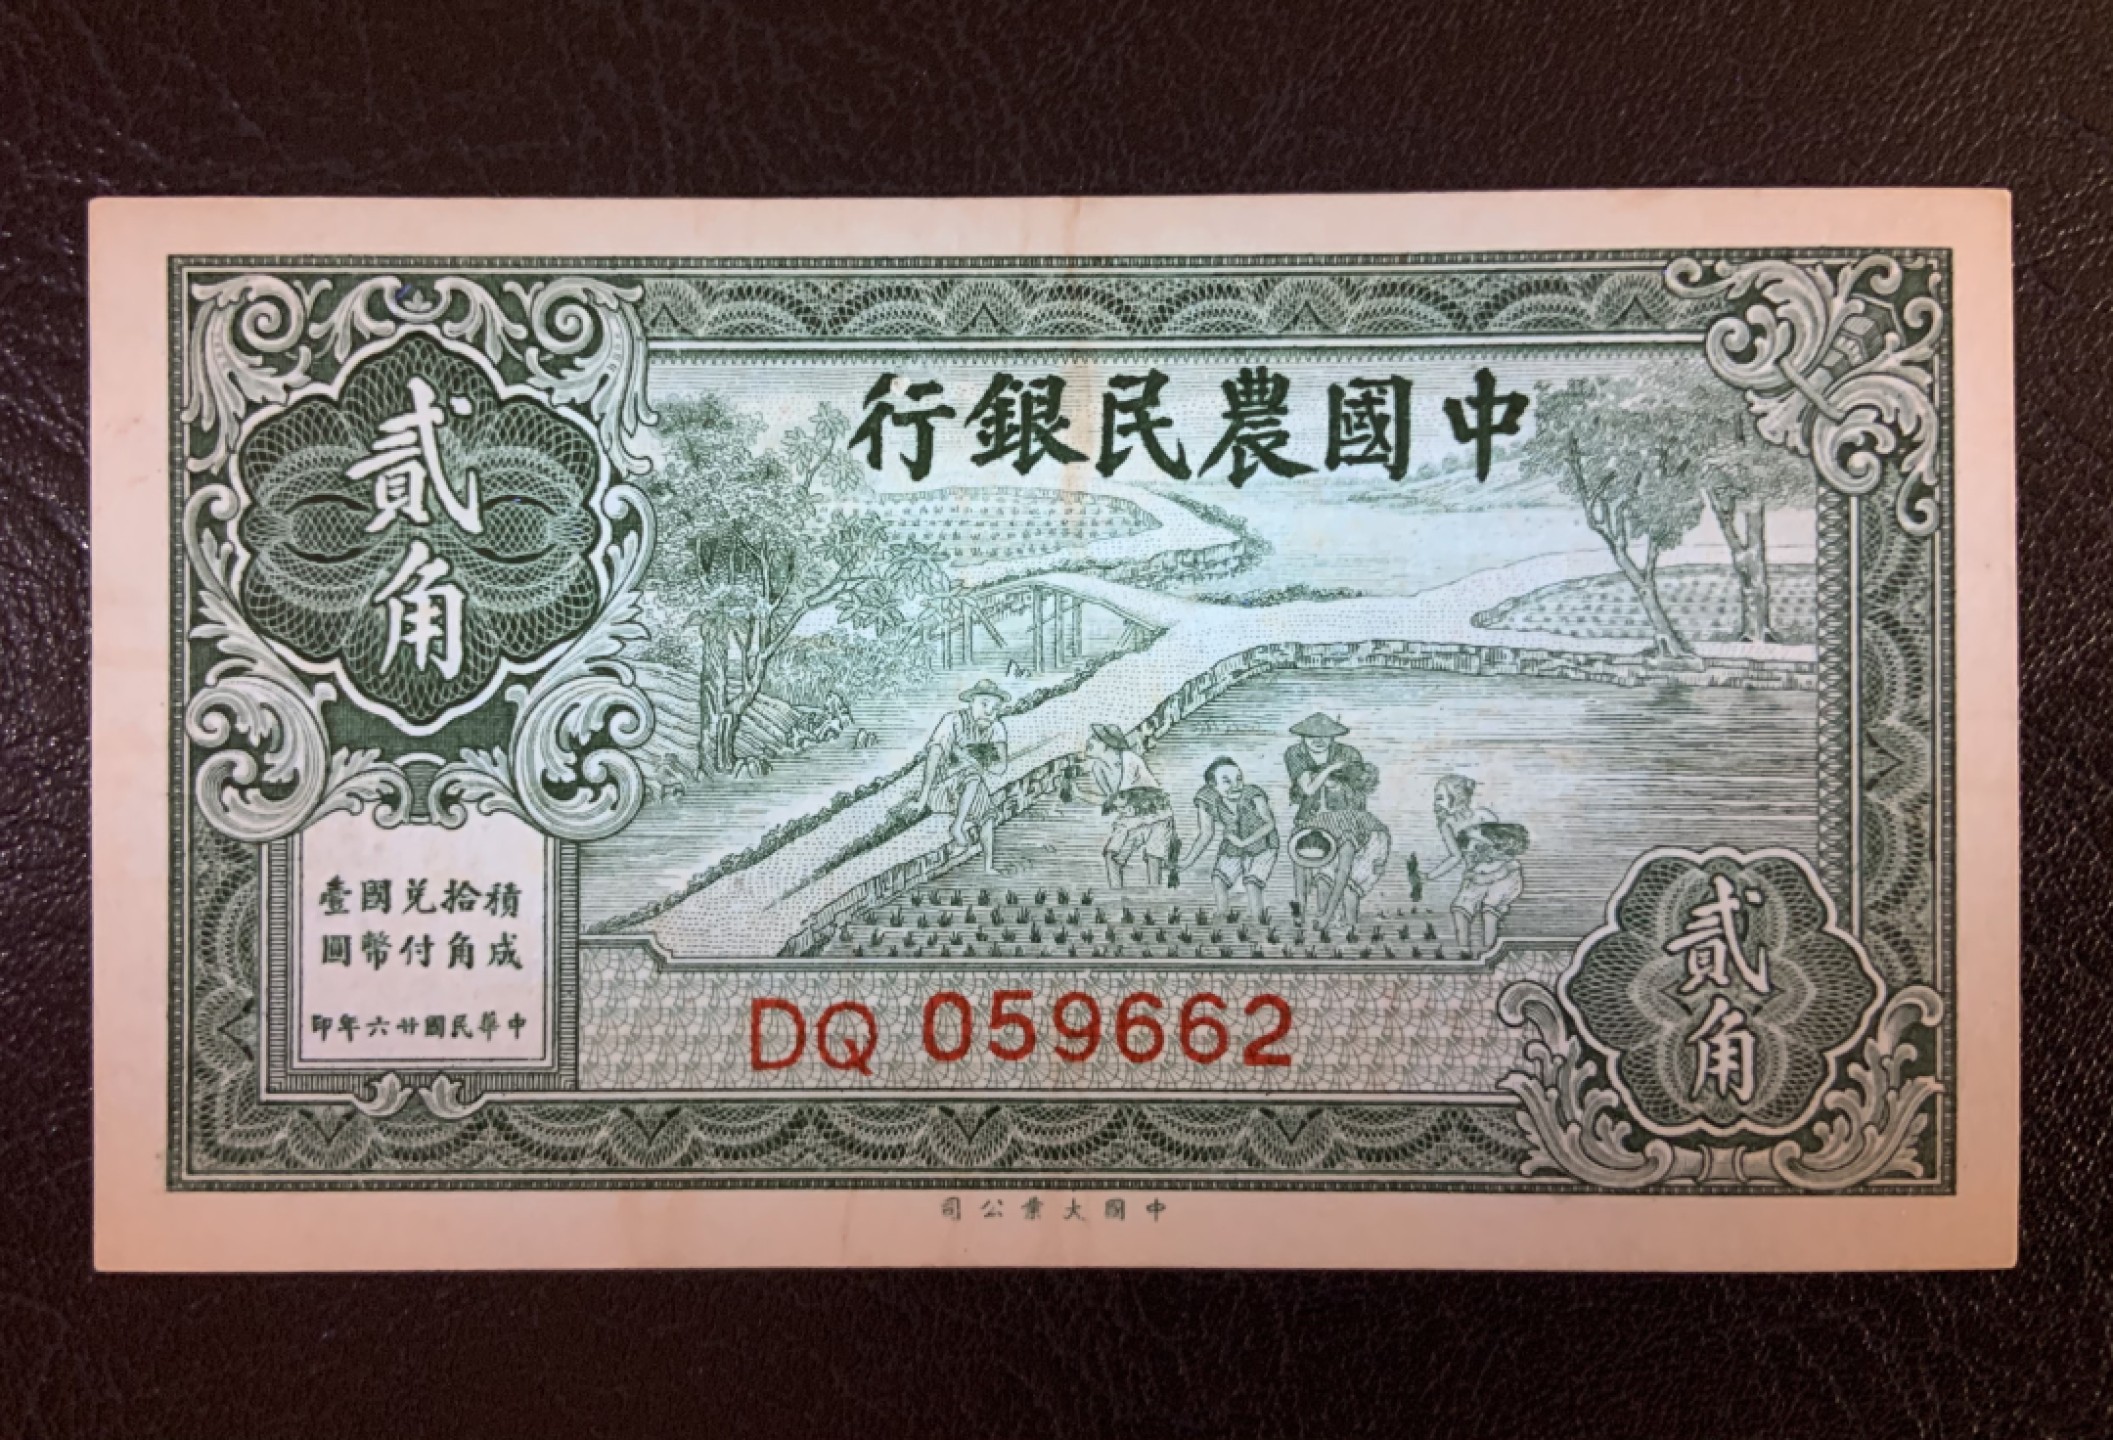 中國農民銀行
貳角
積成
拾角
兌付
國幣
壹圓
中華民國廿六年印
DQ 059662
貳角
中國大業公司